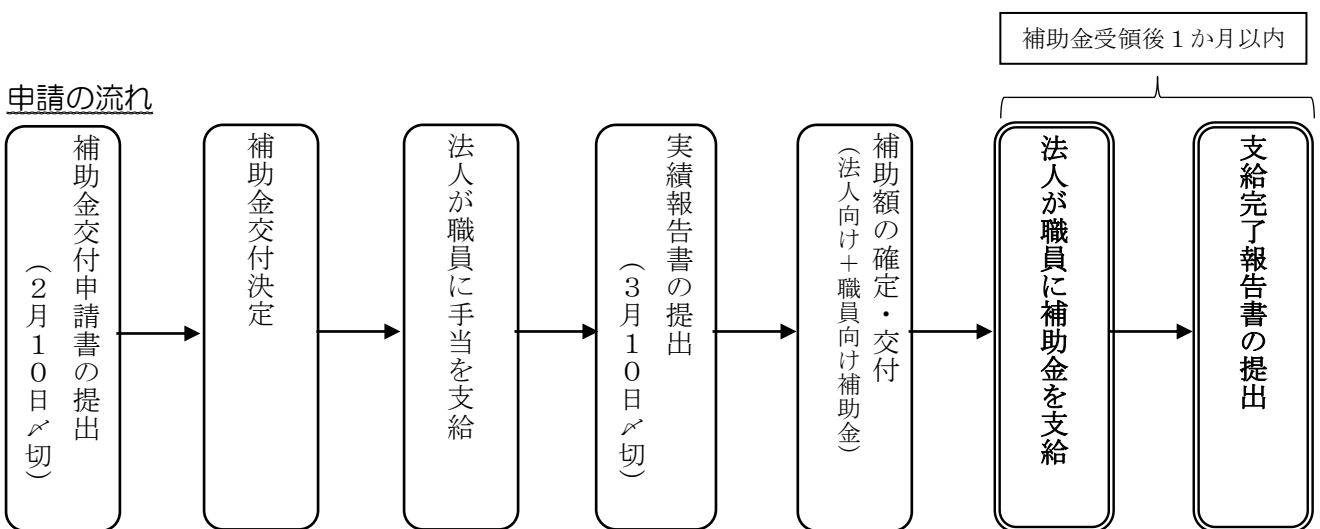 補助金受領後１か月以内
申請の流れ
補助金交付申請書の提出
（２月１０日〆切）
補助金交付決定
法人が職員に手当を支給
実績報告書の提出
（３月１０日〆切）
補助額の確定・交付
（法人向け＋職員向け補助金）
法人が職員に補助金を支給
支給完了報告書の提出